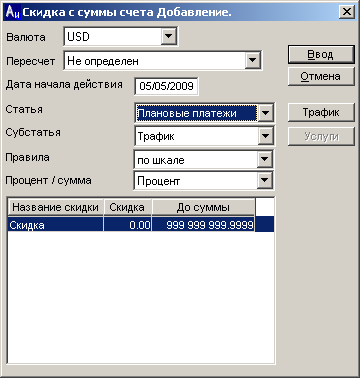 Аи Скидка с суммы счета Добавление.
Валюта USD
Ввод
Пересчет Не определен
Отмена
Дата начала действия 05/05/2009
Статья Плановые платежи
Трафик
Субстатья Трафик
Услуги
Правила по шкале
Процент / сумма Процент
Название скидки Скидка До суммы
Скидка 0.00 999 999 999.9999